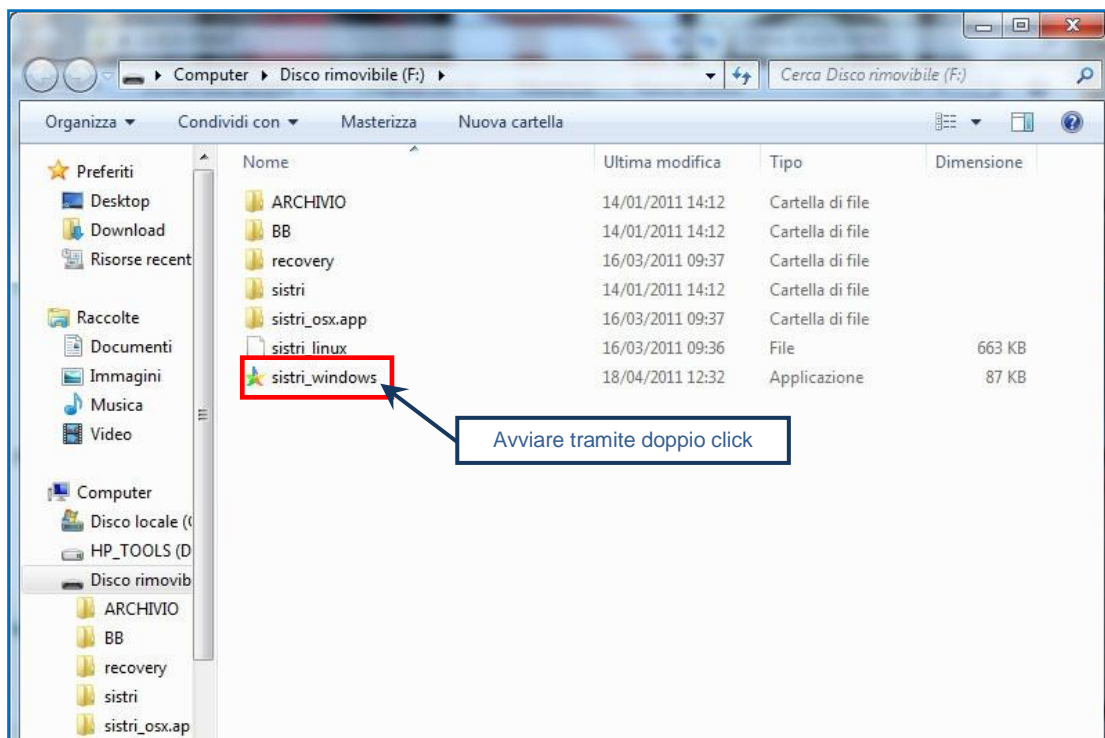 Computer Disco rimovibile (F:) Cerca Disco rimovibile (F:)
Organizza Condividi con Masterizza Nuova cartella
Preferiti
Desktop
Download
Risorse recent
Raccolte
Documenti
Immagini
Musica
Video
Computer
Disco locale (
HP_TOOLS (D
Disco rimovib
ARCHIVIO
BB
recovery
sistri
sistri_osx.ap
Nome Ultima modifica Tipo Dimensione
ARCHIVIO 14/01/2011 14:12 Cartella di file
BB 14/01/2011 14:12 Cartella di file
recovery 16/03/2011 09:37 Cartella di file
sistri 14/01/2011 14:12 Cartella di file
sistri_osx.app 16/03/2011 09:37 Cartella di file
sistri_linux 16/03/2011 09:36 File 663 KB
sistri_windows 18/04/2011 12:32 Applicazione 87 KB
Avviare tramite doppio click